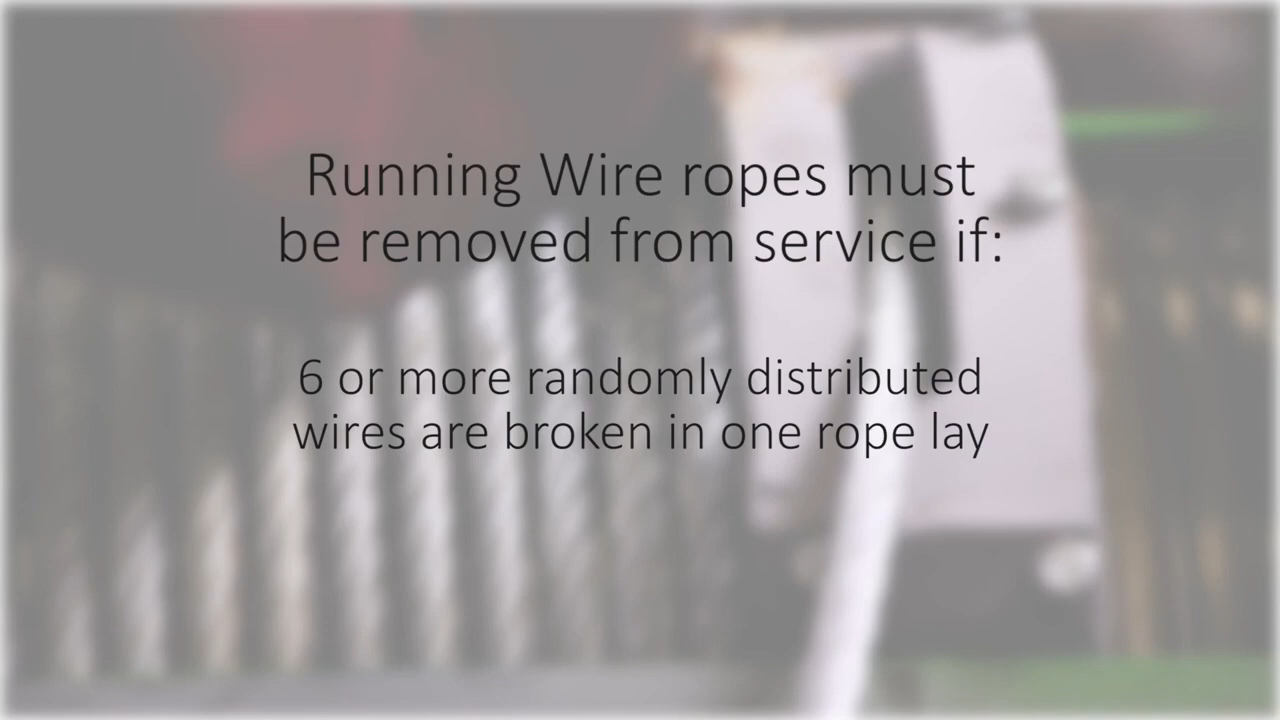 Running Wire ropes must
be removed from service if:
6 or more randomly distributed
wires are broken in one rope lay